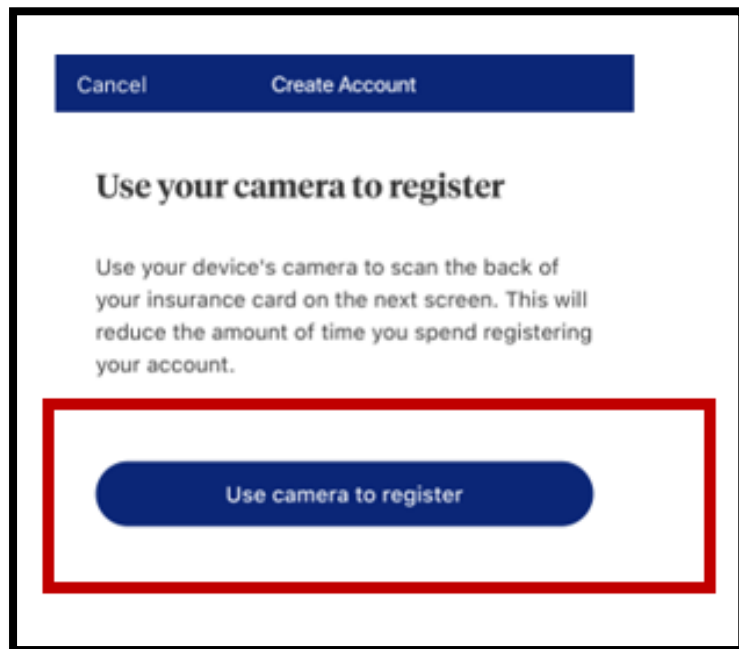 Cancel
Create Account
Use your camera to register
Use your device's camera to scan the back of
your insurance card on the next screen. This will
reduce the amount of time you spend registering
your account.
Use camera to register